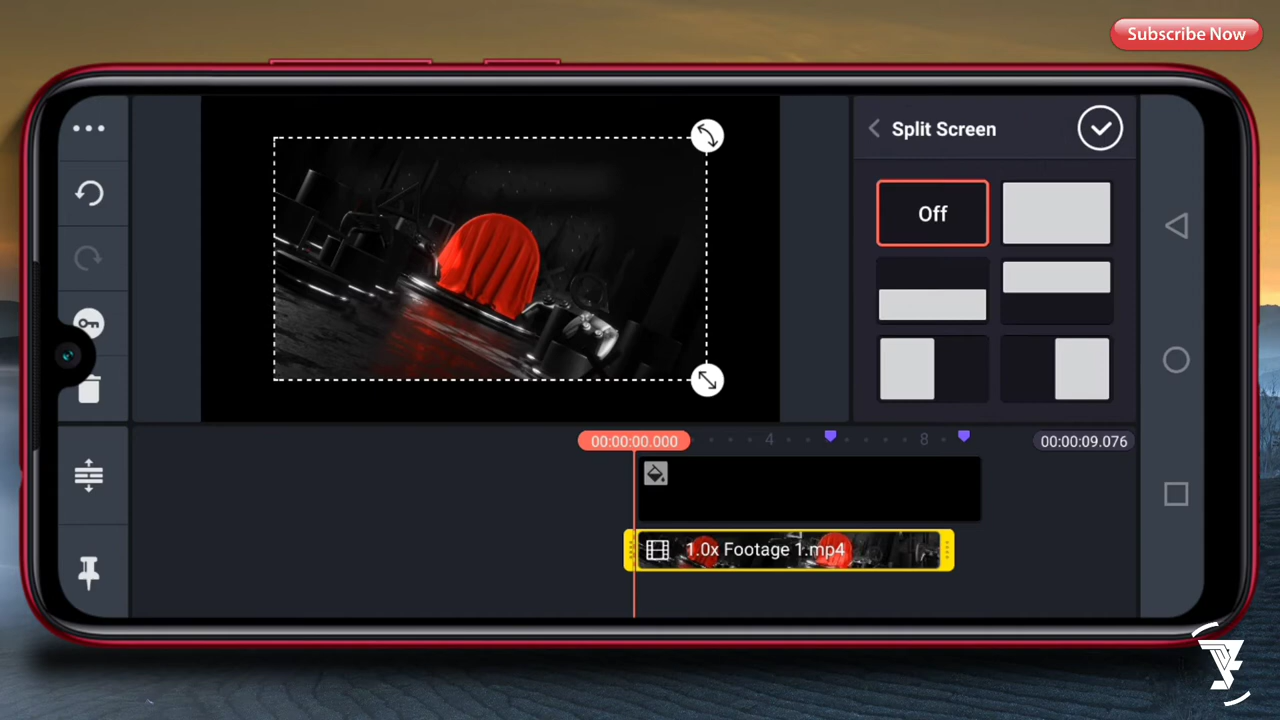 Subscribe Now
Split Screen
Off
00:00:00.000
4
8
00:00:09.076
1.0x Footage 1.mp4